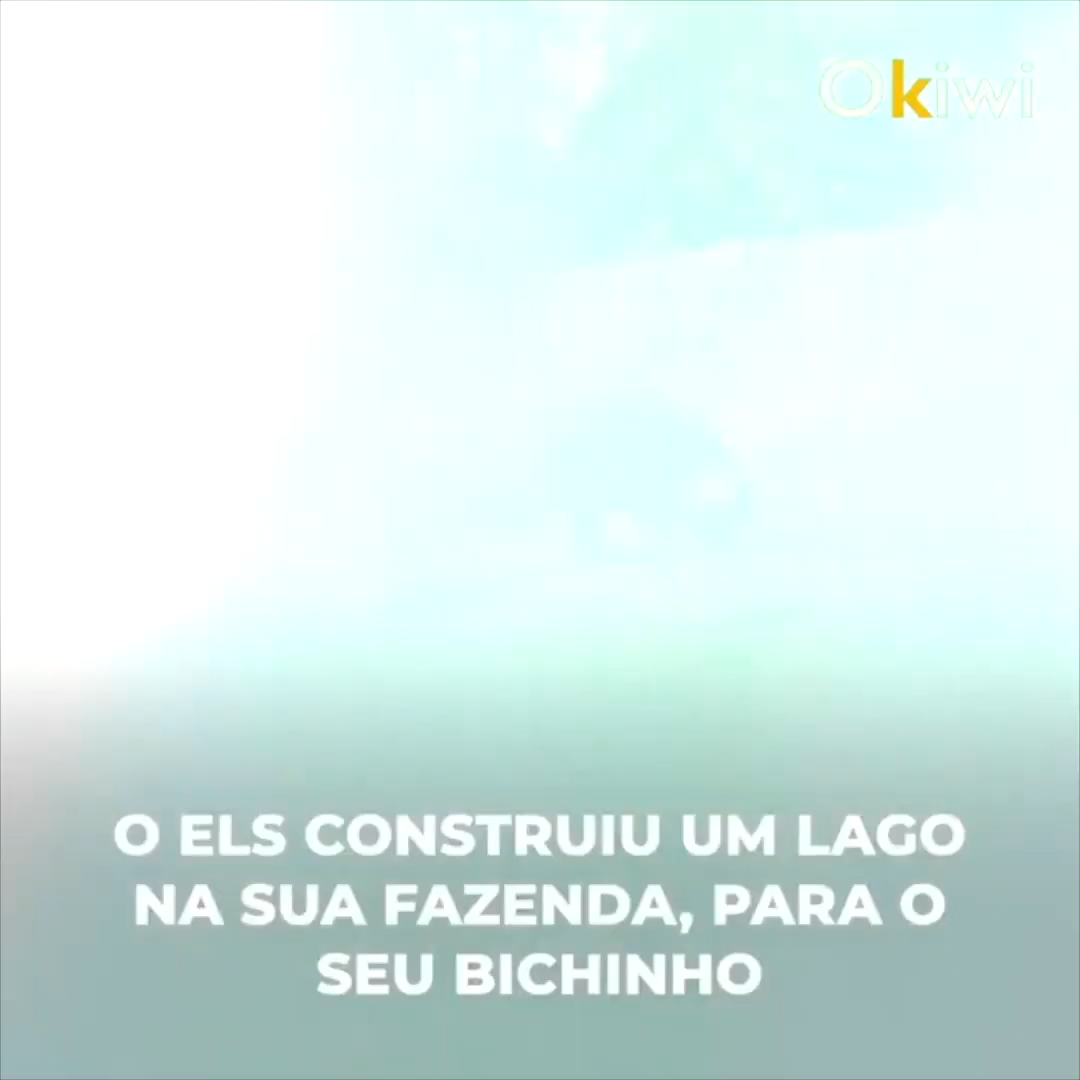 Okiwi
O ELS CONSTRUIU UM LAGO
NA SUA FAZENDA, PARA O
SEU BICHINHO